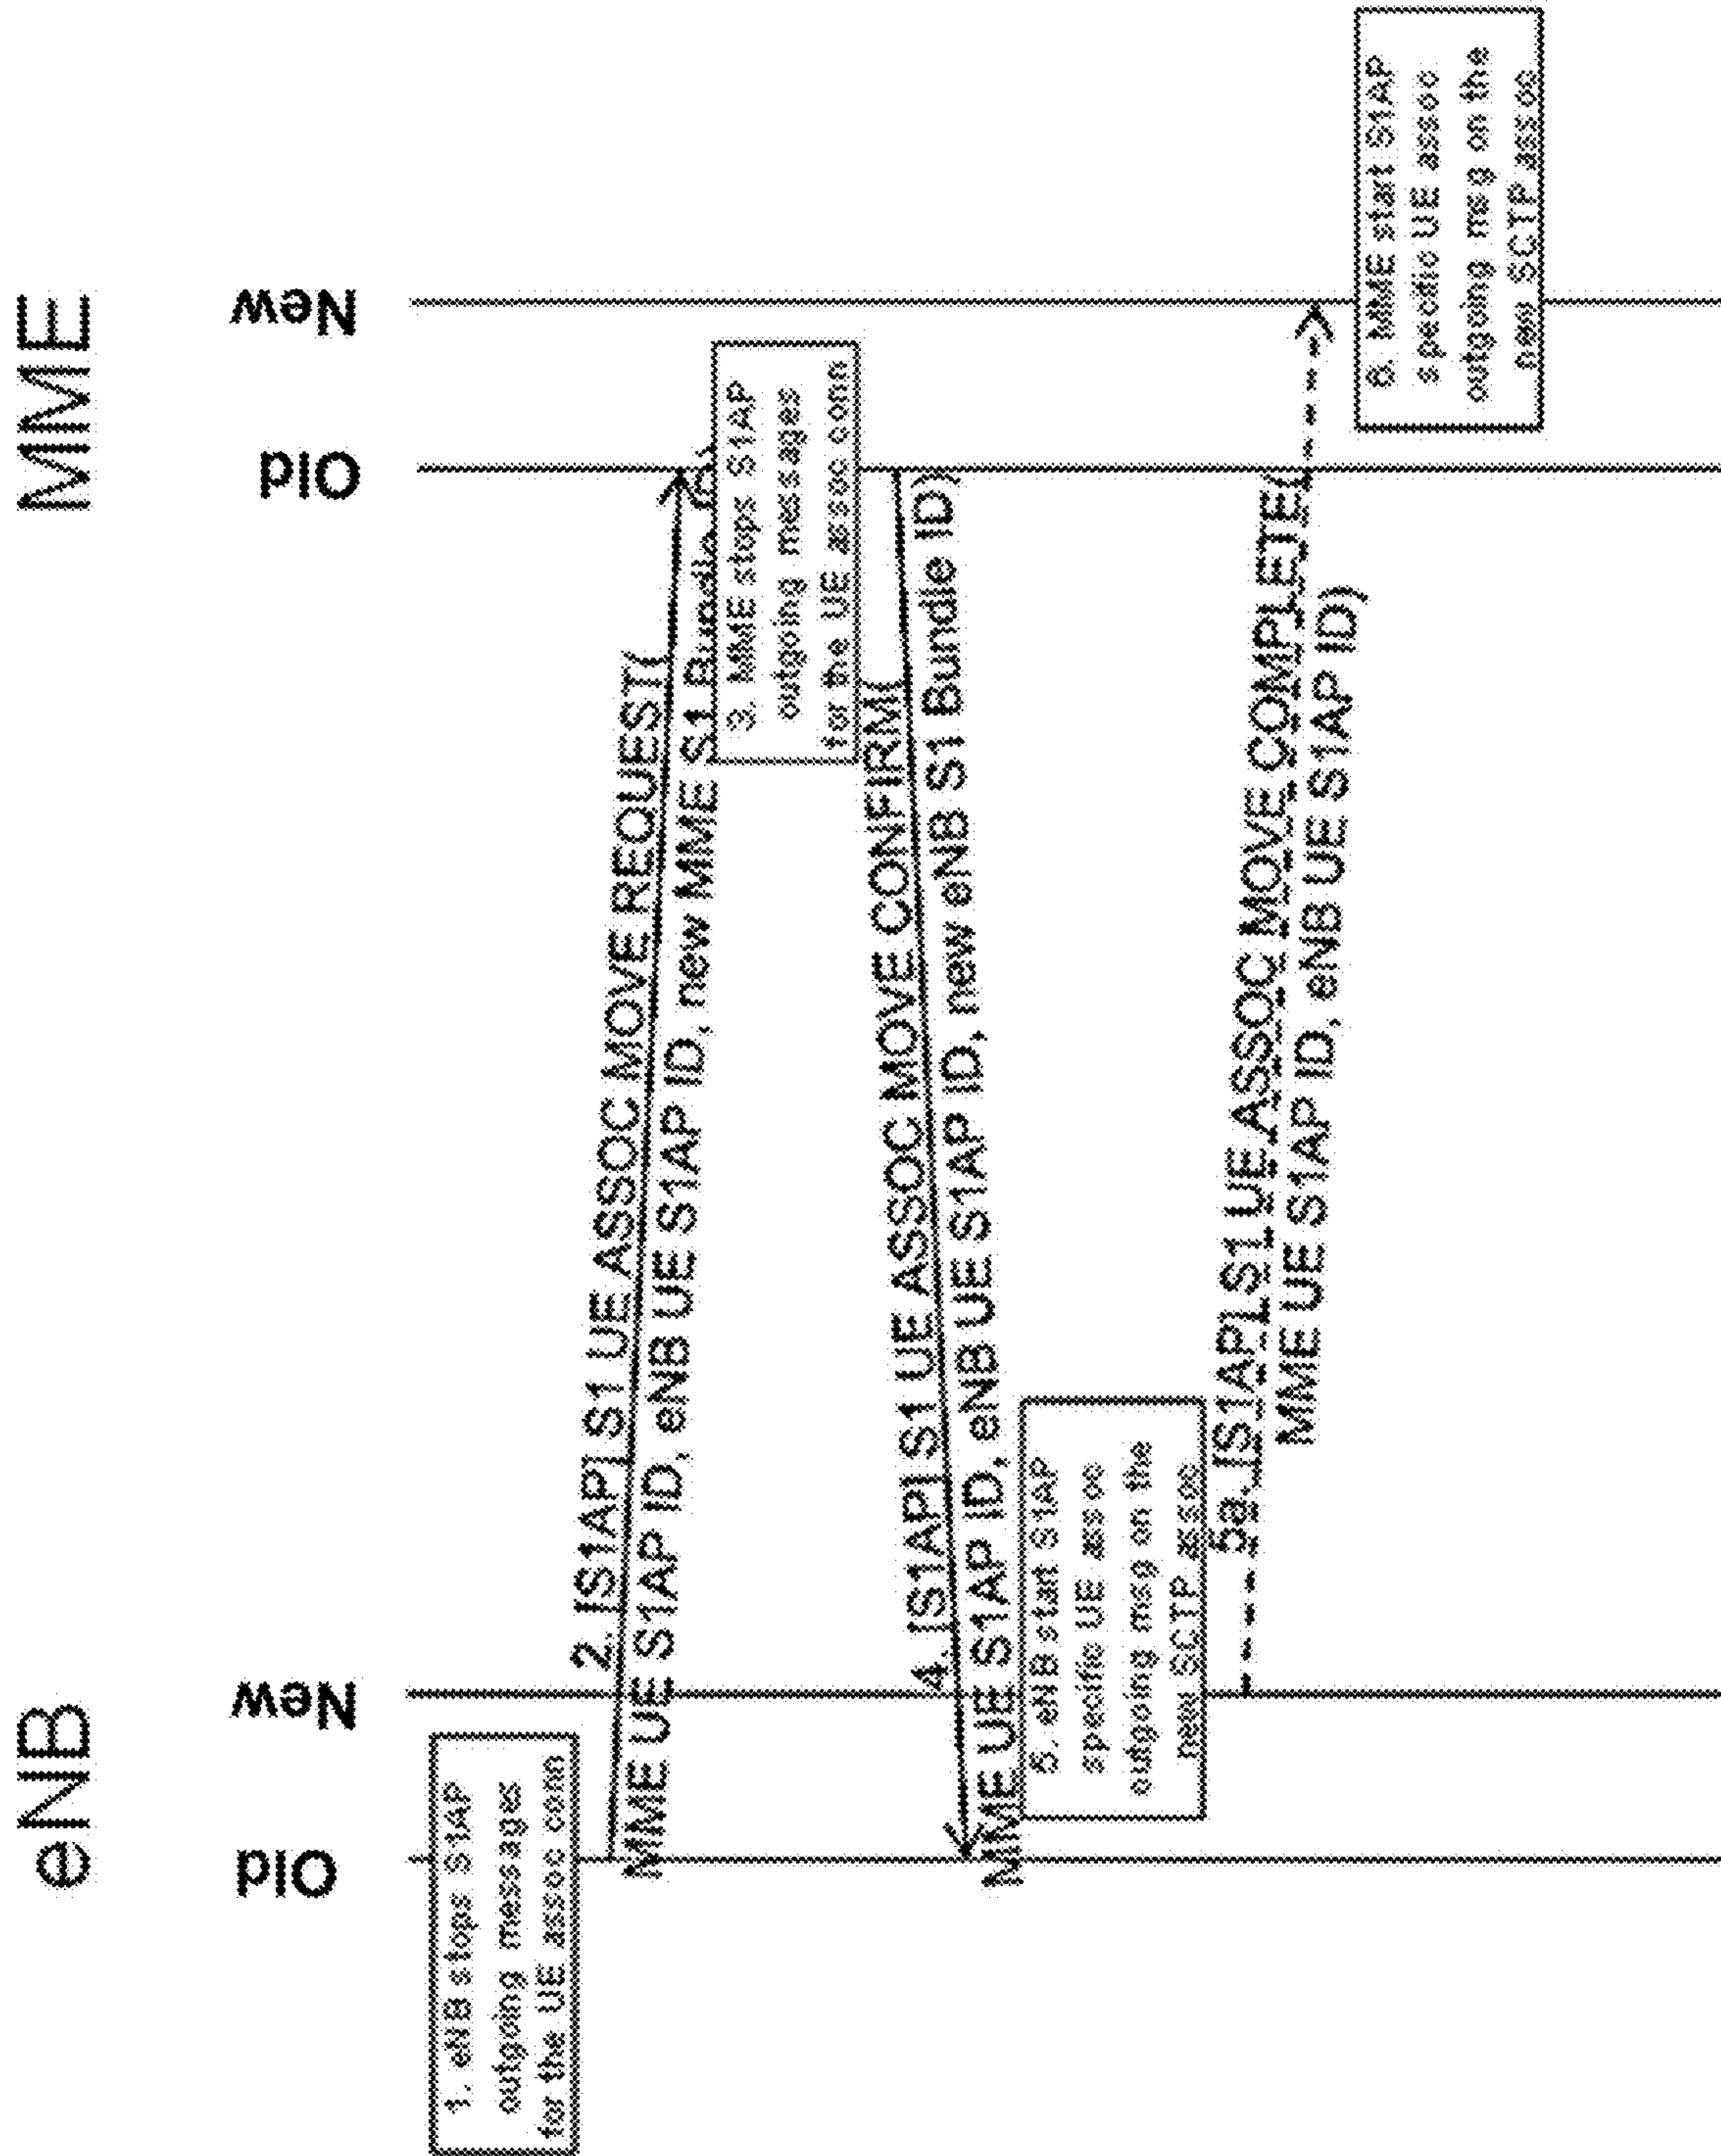 eNB
MME
Old
New
Old
New
1. eNB stops S1AP
outgoing messages
for the UE assoc conn
2. [S1AP] S1 UE ASSOC MOVE REQUEST(
MME UE S1AP ID, eNB UE S1AP ID, new MME S1 Bundle ID)
3. MME stops S1AP
outgoing messages
for the UE assoc conn
4. [S1AP] S1 UE ASSOC MOVE CONFIRM(
MME UE S1AP ID, eNB UE S1AP ID, new eNB S1 Bundle ID)
5. eNB start S1AP
specific UE assoc
outgoing msg on the
new SCTP assoc
5a. [S1AP] S1 UE ASSOC MOVE COMPLETE(
MME UE S1AP ID, eNB UE S1AP ID)
6. MME start S1AP
specific UE assoc
outgoing msg on the
new SCTP assoc